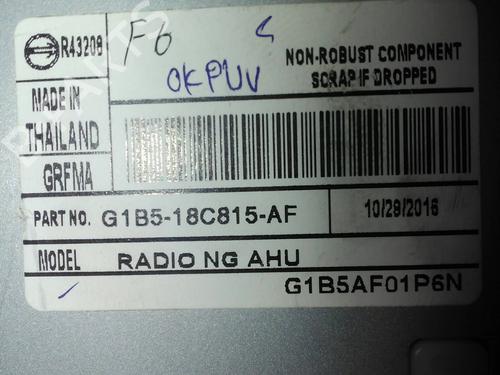 R43209
F6
NON-ROBUST COMPONENT
SCRAP IF DROPPED
OKPUV
MADE IN
THAILAND
GRFMA
PART NO. G1B5-18C815-AF
10/29/2016
MODEL RADIO NG AHU
G1B5AF01P6N